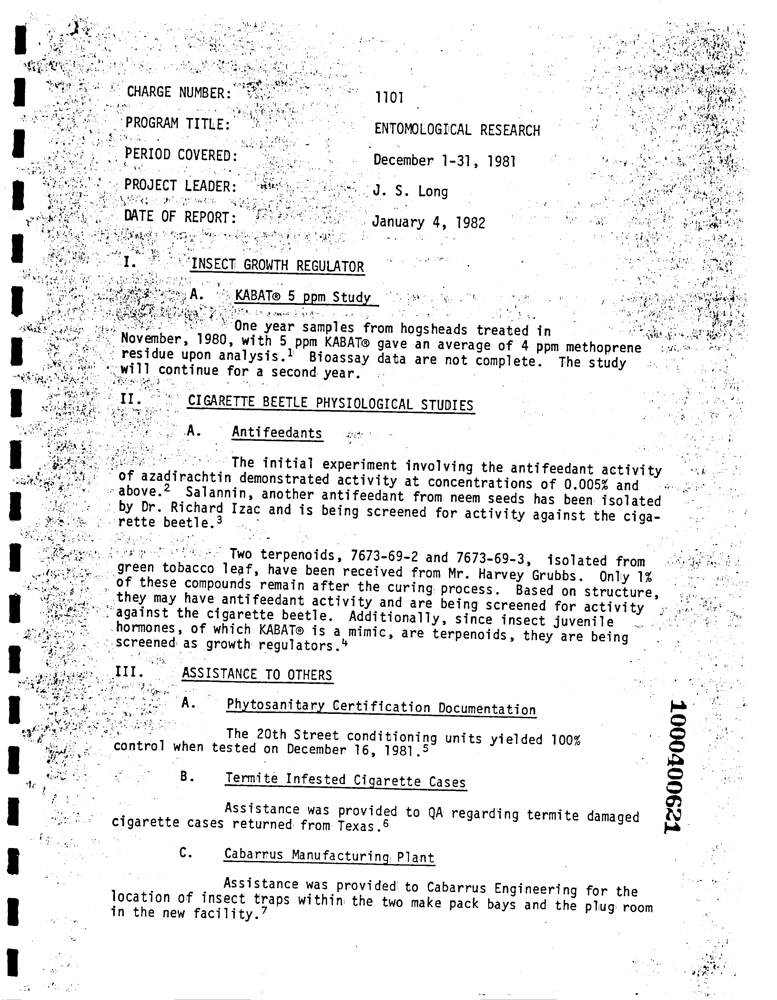 CHARGE NUMBER: 1101
PROGRAM TITLE: ENTOMOLOGICAL RESEARCH
PERIOD COVERED: December 1-31, 1981
PROJECT LEADER: J. S. Long
DATE OF REPORT: January 4, 1982
I. INSECT GROWTH REGULATOR
A. KABAT® 5 ppm Study
One year samples from hogsheads treated in
November, 1980, with 5 ppm KABAT® gave an average of 4 ppm methoprene
residue upon analysis.¹ Bioassay data are not complete. The study
will continue for a second year.
II. CIGARETTE BEETLE PHYSIOLOGICAL STUDIES
A. Antifeedants
The initial experiment involving the antifeedant activity
of azadirachtin demonstrated activity at concentrations of 0.005% and
above.² Salannin, another antifeedant from neem seeds has been isolated
by Dr. Richard Izac and is being screened for activity against the ciga-
rette beetle.³
Two terpenoids, 7673-69-2 and 7673-69-3, isolated from
green tobacco leaf, have been received from Mr. Harvey Grubbs. Only 1%
of these compounds remain after the curing process. Based on structure,
they may have antifeedant activity and are being screened for activity
against the cigarette beetle. Additionally, since insect juvenile
hormones, of which KABAT® is a mimic, are terpenoids, they are being
screened as growth regulators.⁴
III. ASSISTANCE TO OTHERS
A. Phytosanitary Certification Documentation
The 20th Street conditioning units yielded 100%
control when tested on December 16, 1981.⁵
B. Termite Infested Cigarette Cases
Assistance was provided to QA regarding termite damaged
cigarette cases returned from Texas.⁶
C. Cabarrus Manufacturing Plant
Assistance was provided to Cabarrus Engineering for the
location of insect traps within the two make pack bays and the plug room
in the new facility.⁷
1000400621